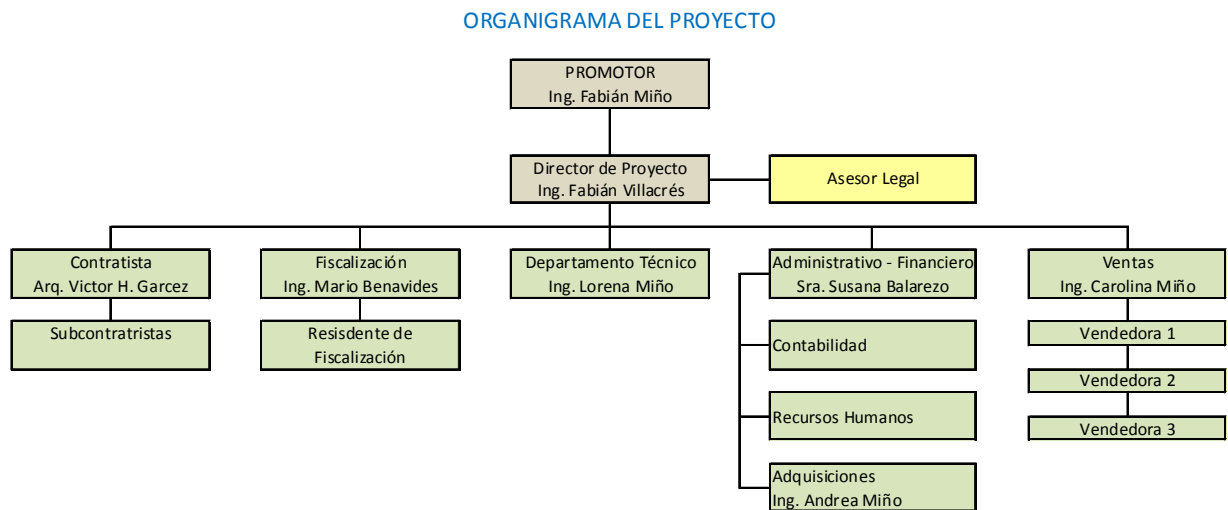 ORGANIGRAMA DEL PROYECTO
PROMOTOR
Ing. Fabián Miño
Director de Proyecto
Ing. Fabián Villacrés
Asesor Legal
Contratista
Arq. Victor H. Garcez
Fiscalización
Ing. Mario Benavides
Departamento Técnico
Ing. Lorena Miño
Administrativo - Financiero
Sra. Susana Balarezo
Ventas
Ing. Carolina Miño
Subcontratristas
Resisdente de
Fiscalización
Contabilidad
Recursos Humanos
Adquisiciones
Ing. Andrea Miño
Vendedora 1
Vendedora 2
Vendedora 3